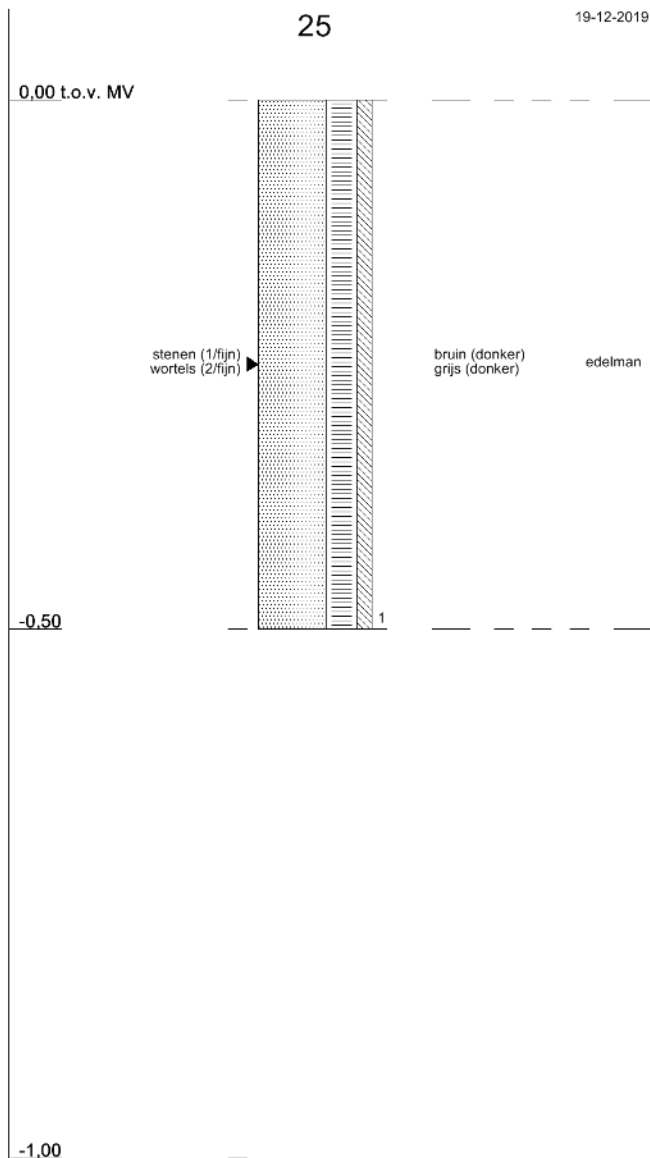 25
19-12-2019
0,00 t.o.v. MV
stenen (1/fijn)
wortels (2/fijn)
bruin (donker)
grijs (donker)
edelman
1
-0,50
-1,00